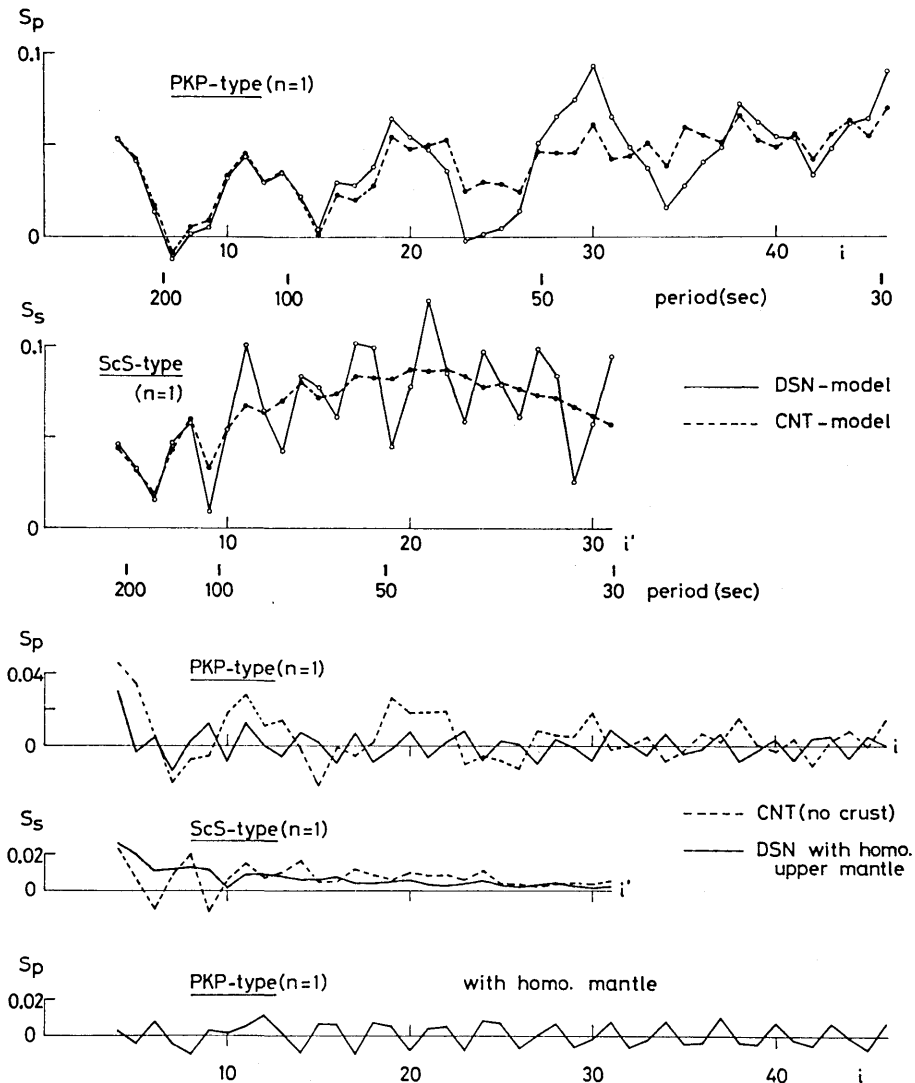 Sp
0.1
PKP-type (n=1)
0
10
20
30
40
i
200
100
50
period(sec)
30
Ss
0.1
ScS-type
(n=1)
DSN-model
CNT-model
0
10
20
30
i'
200
100
50
30
period (sec)
Sp
0.04
PKP-type (n=1)
0
i
Ss
CNT (no crust)
ScS-type (n=1)
0.02
DSN with homo.
upper mantle
0
i'
Sp
PKP-type (n=1) with homo. mantle
0.02
0
10
20
30
40
i